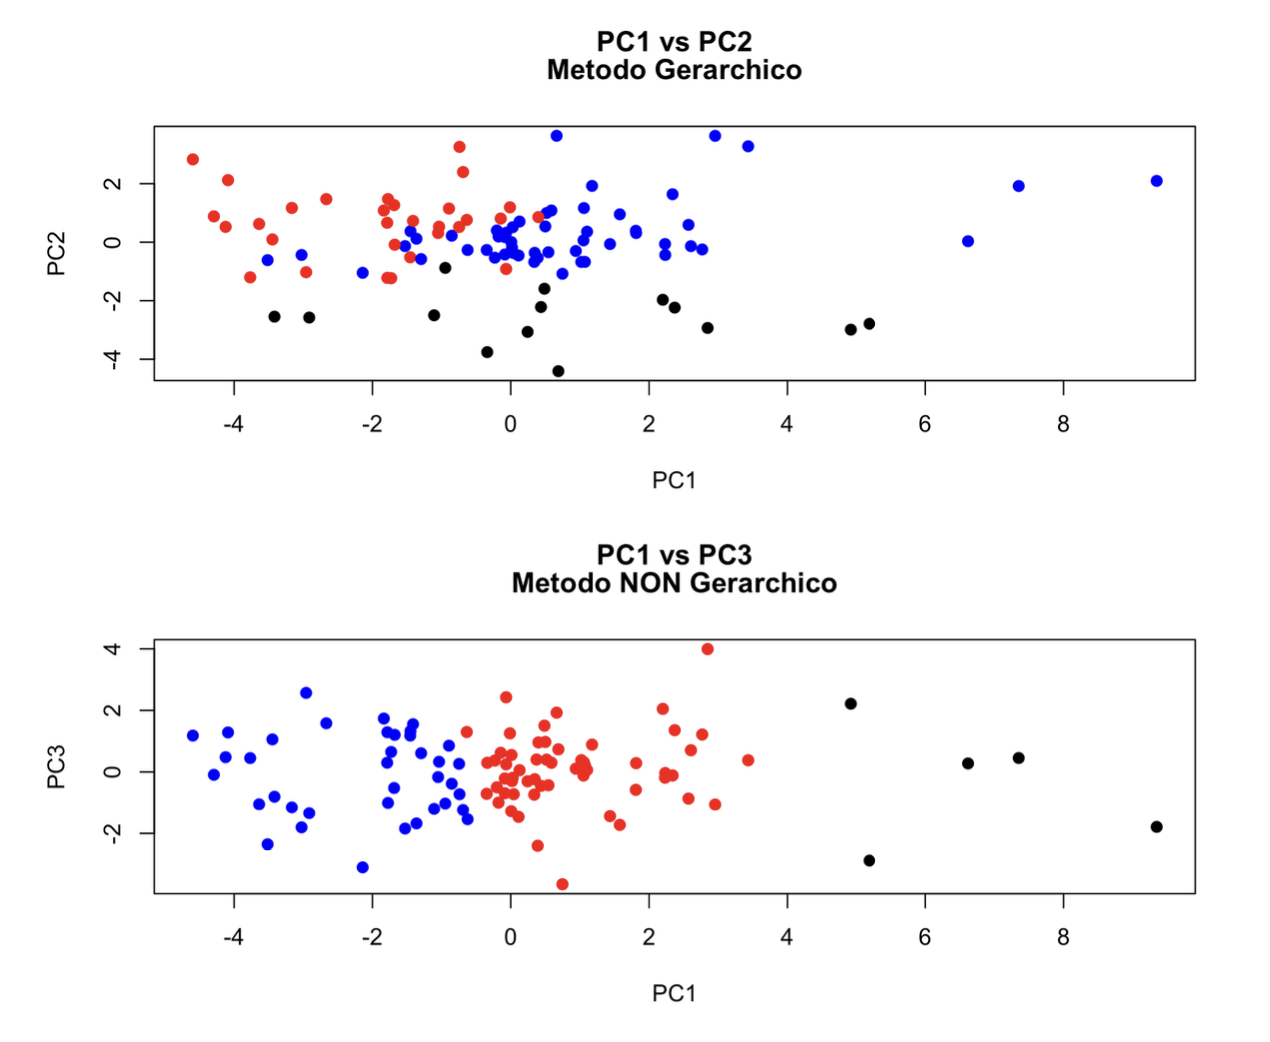 PC1 vs PC2
Metodo Gerarchico
2
0
-2
-4
PC2
-4 -2 0 2 4 6 8
PC1
PC1 vs PC3
Metodo NON Gerarchico
4
2
0
-2
PC3
-4 -2 0 2 4 6 8
PC1